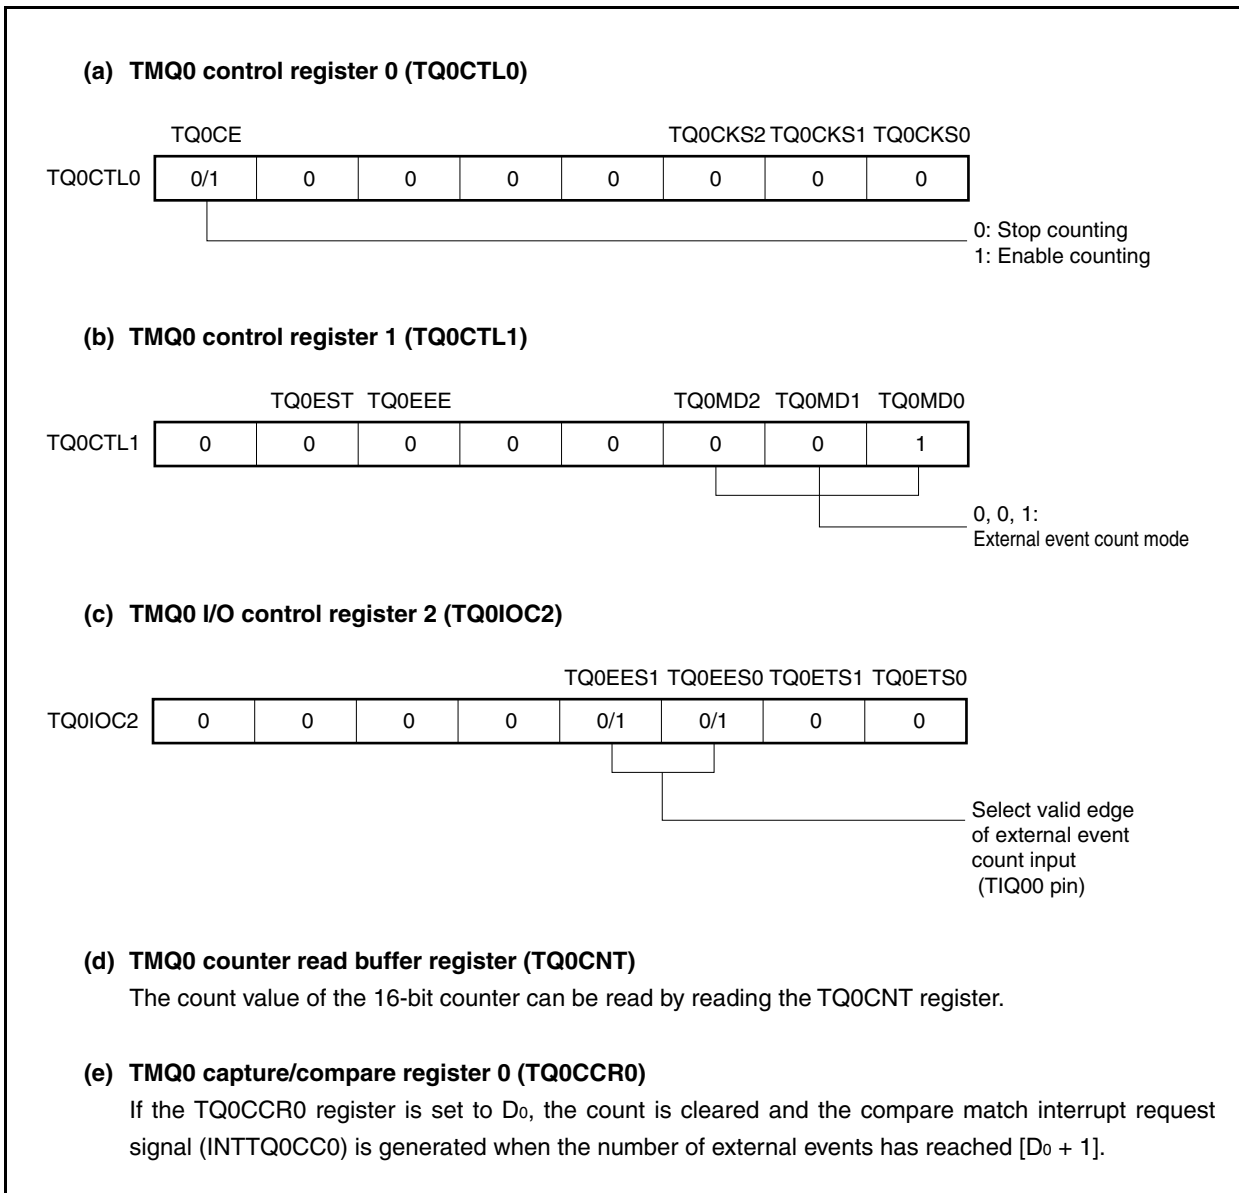 (a) TMQ0 control register 0 (TQ0CTL0)
TQ0CE TQ0CKS2 TQ0CKS1 TQ0CKS0
TQ0CTL0 0/1 0 0 0 0 0 0 0
0: Stop counting
1: Enable counting
(b) TMQ0 control register 1 (TQ0CTL1)
TQ0EST TQ0EEE TQ0MD2 TQ0MD1 TQ0MD0
TQ0CTL1 0 0 0 0 0 0 0 1
0, 0, 1:
External event count mode
(c) TMQ0 I/O control register 2 (TQ0IOC2)
TQ0EES1 TQ0EES0 TQ0ETS1 TQ0ETS0
TQ0IOC2 0 0 0 0 0/1 0/1 0 0
Select valid edge
of external event
count input
(TIQ00 pin)
(d) TMQ0 counter read buffer register (TQ0CNT)
The count value of the 16-bit counter can be read by reading the TQ0CNT register.
(e) TMQ0 capture/compare register 0 (TQ0CCR0)
If the TQ0CCR0 register is set to D0, the count is cleared and the compare match interrupt request
signal (INTTQ0CC0) is generated when the number of external events has reached [D0 + 1].